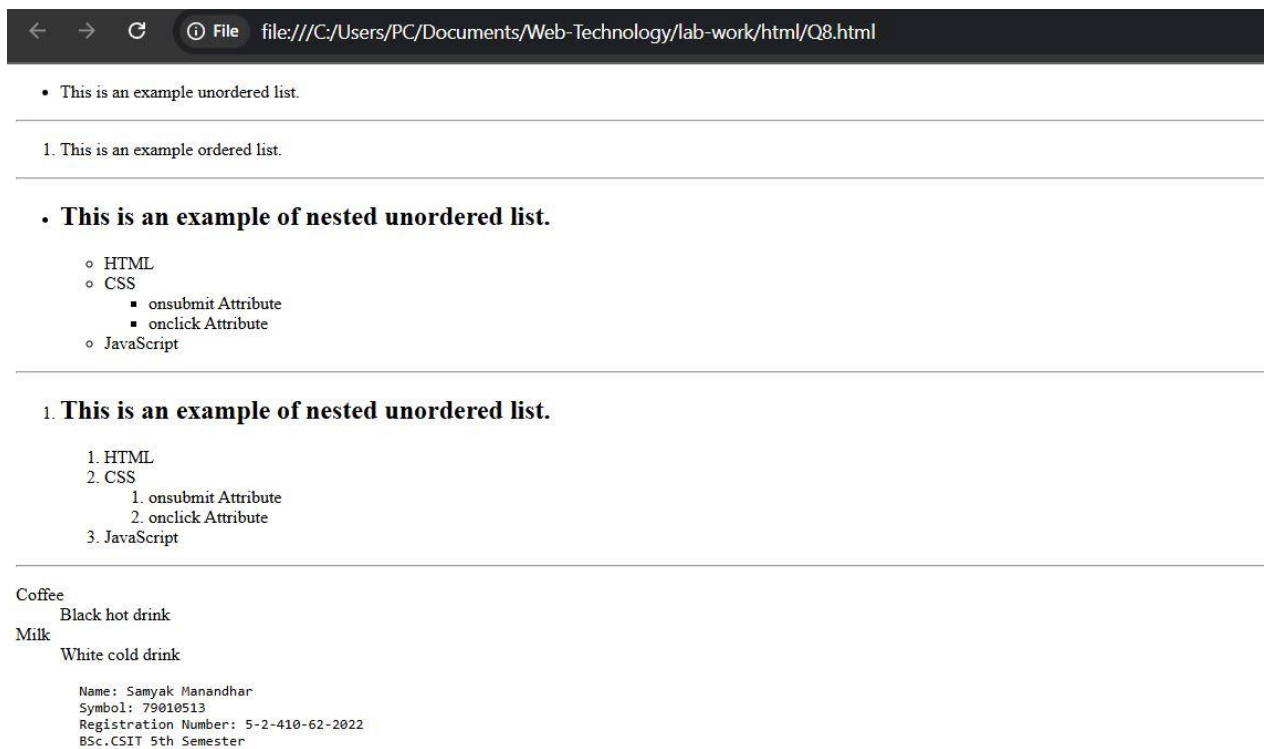 File file:///C:/Users/PC/Documents/Web-Technology/lab-work/html/Q8.html
• This is an example unordered list.
1. This is an example ordered list.
• This is an example of nested unordered list.
◦ HTML
◦ CSS
▪ onsubmit Attribute
▪ onclick Attribute
◦ JavaScript
1. This is an example of nested unordered list.
1. HTML
2. CSS
1. onsubmit Attribute
2. onclick Attribute
3. JavaScript
Coffee
Black hot drink
Milk
White cold drink
Name: Samyak Manandhar
Symbol: 79010513
Registration Number: 5-2-410-62-2022
BSc.CSIT 5th Semester